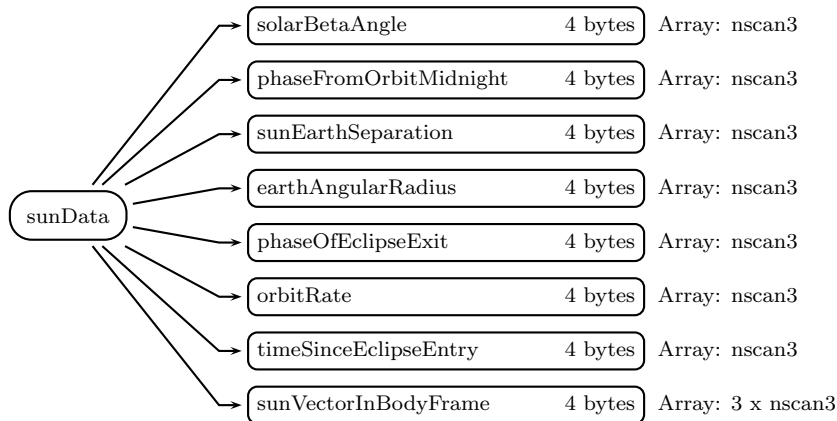 solarBetaAngle 4 bytes Array: nscan3
phaseFromOrbitMidnight 4 bytes Array: nscan3
sunEarthSeparation 4 bytes Array: nscan3
earthAngularRadius 4 bytes Array: nscan3
sunData
phaseOfEclipseExit 4 bytes Array: nscan3
orbitRate 4 bytes Array: nscan3
timeSinceEclipseEntry 4 bytes Array: nscan3
sunVectorInBodyFrame 4 bytes Array: 3 x nscan3